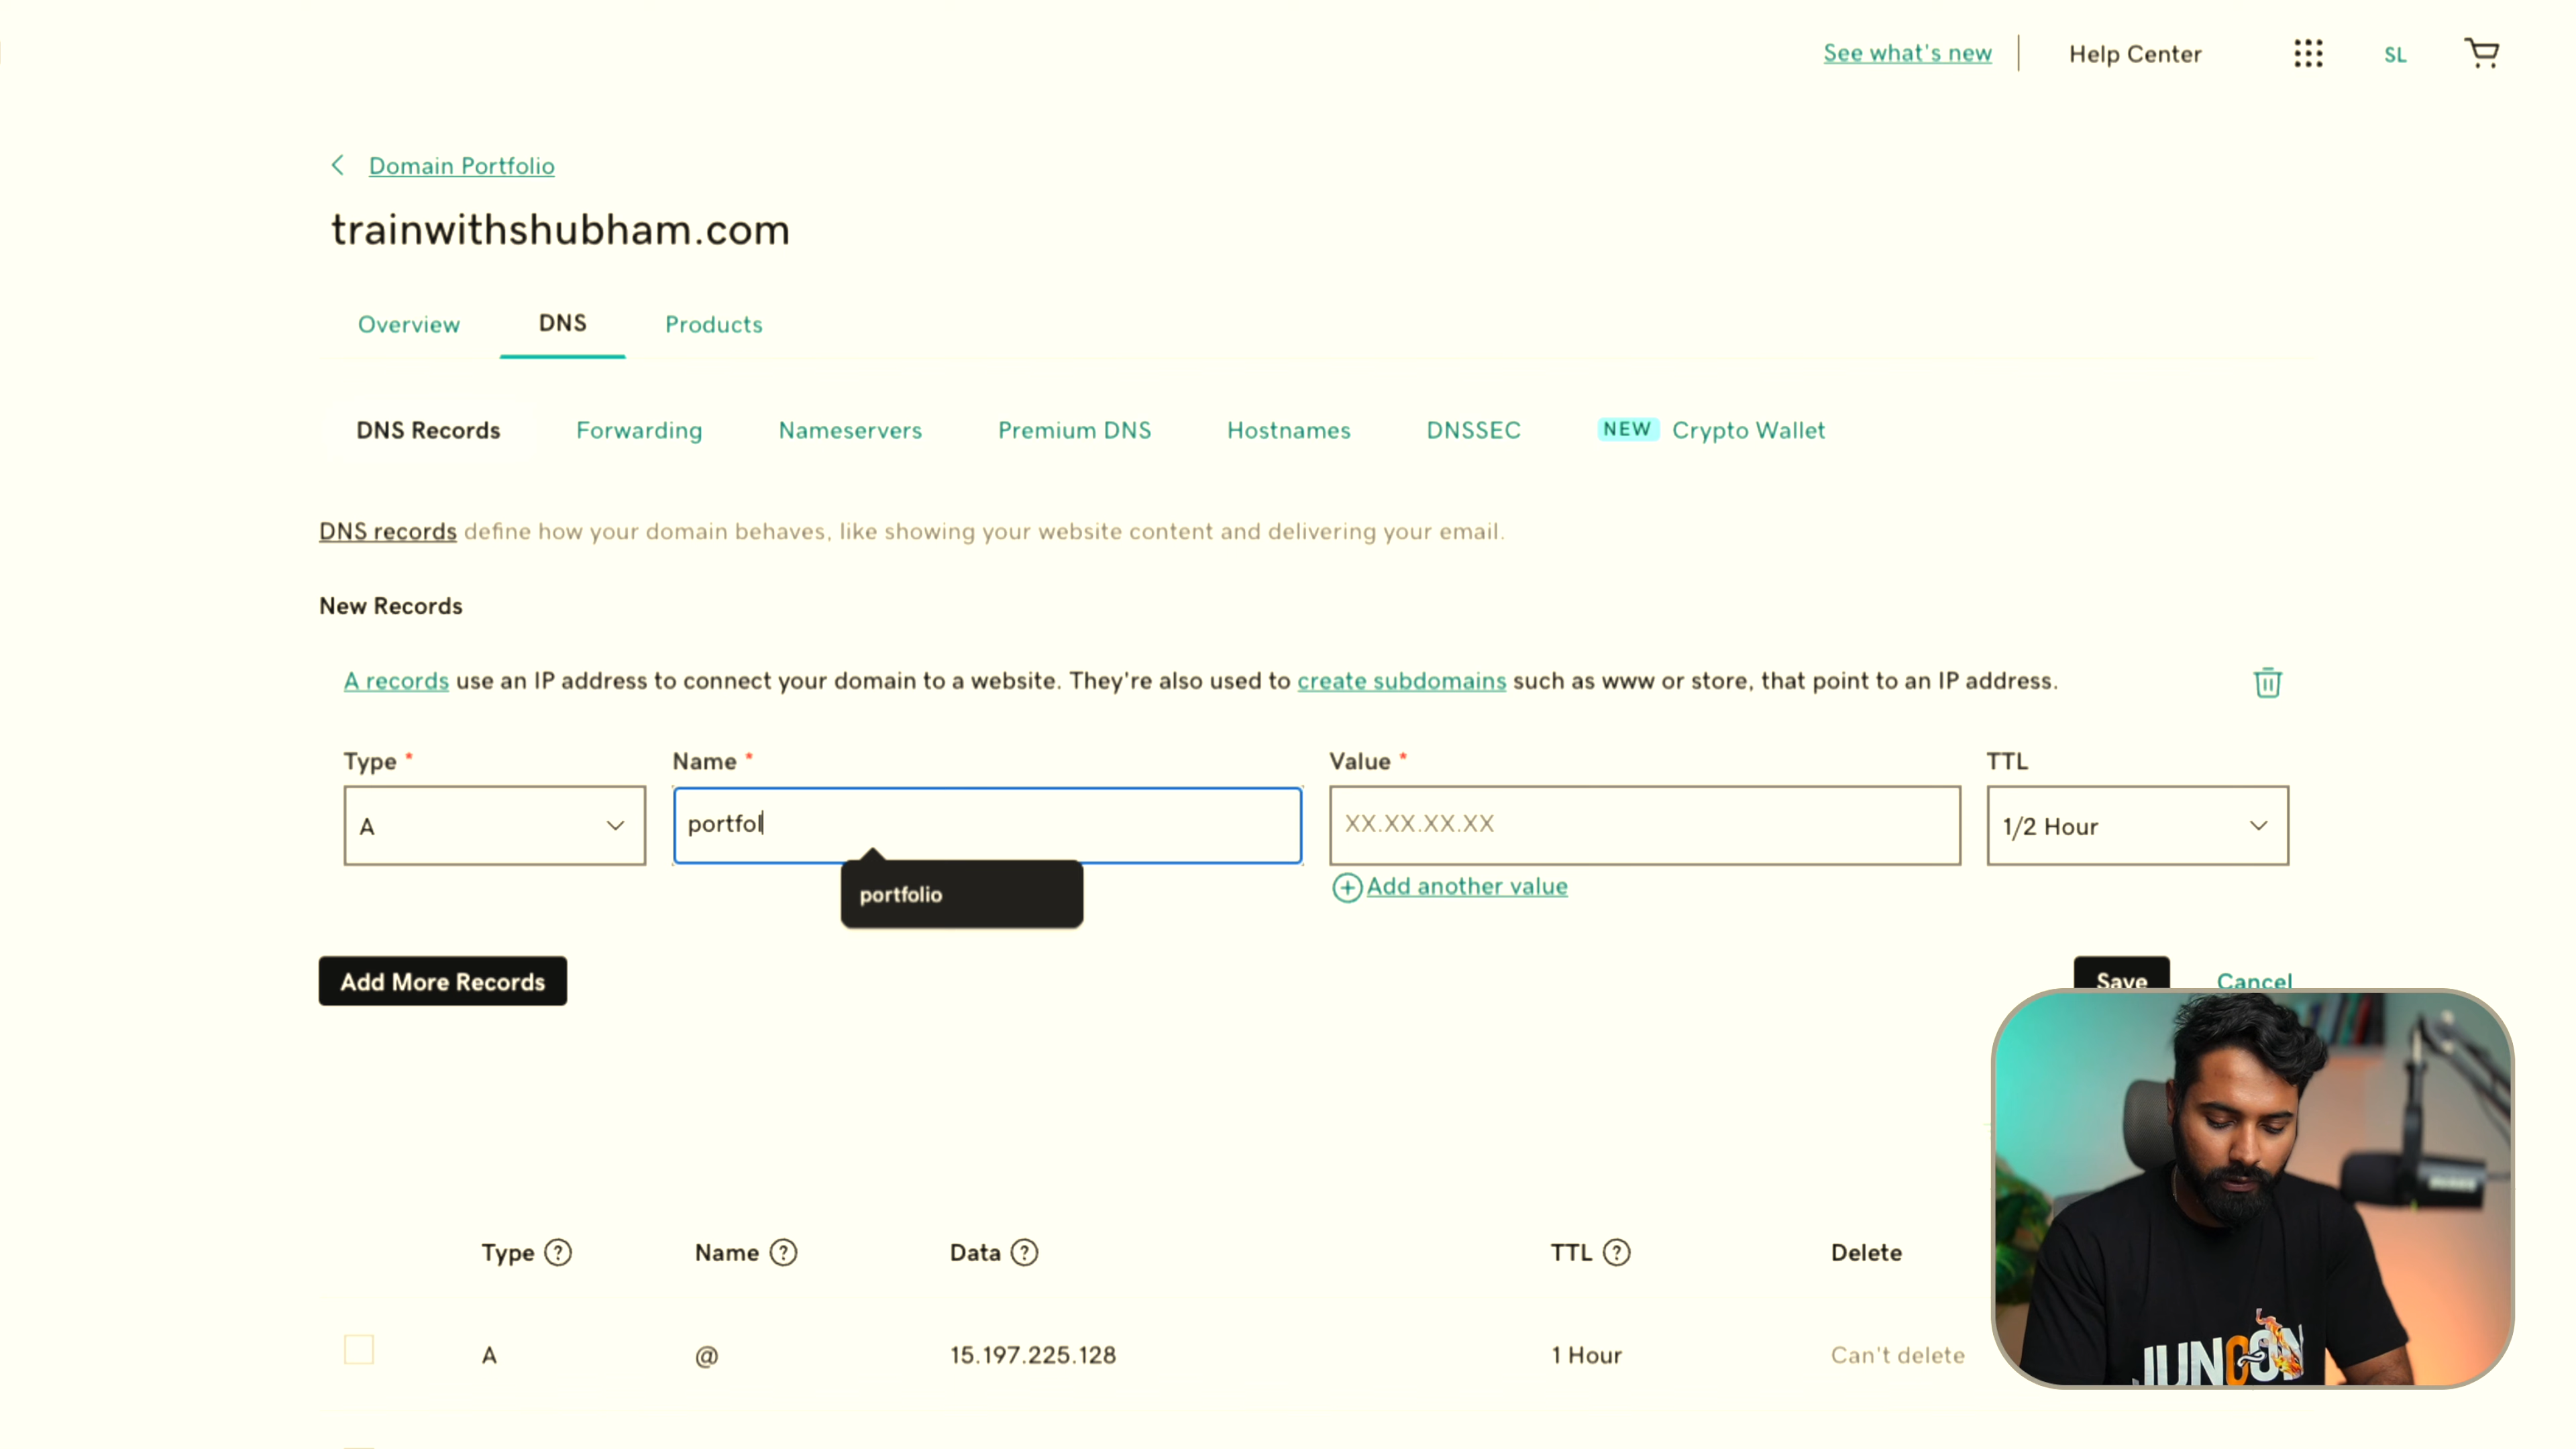 See what's new
Help Center
SL
Domain Portfolio
trainwithshubham.com
Overview
DNS
Products
DNS Records
Forwarding
Nameservers
Premium DNS
Hostnames
DNSSEC
NEW Crypto Wallet
DNS records define how your domain behaves, like showing your website content and delivering your email.
New Records
A records use an IP address to connect your domain to a website. They're also used to create subdomains such as www or store, that point to an IP address.
Type *
Name *
Value *
TTL
A
portfol
XX.XX.XX.XX
1/2 Hour
portfolio
Add another value
Add More Records
Save
Cancel
Type ?
Name ?
Data ?
TTL ?
Delete
A
@
15.197.225.128
1 Hour
Can't delete